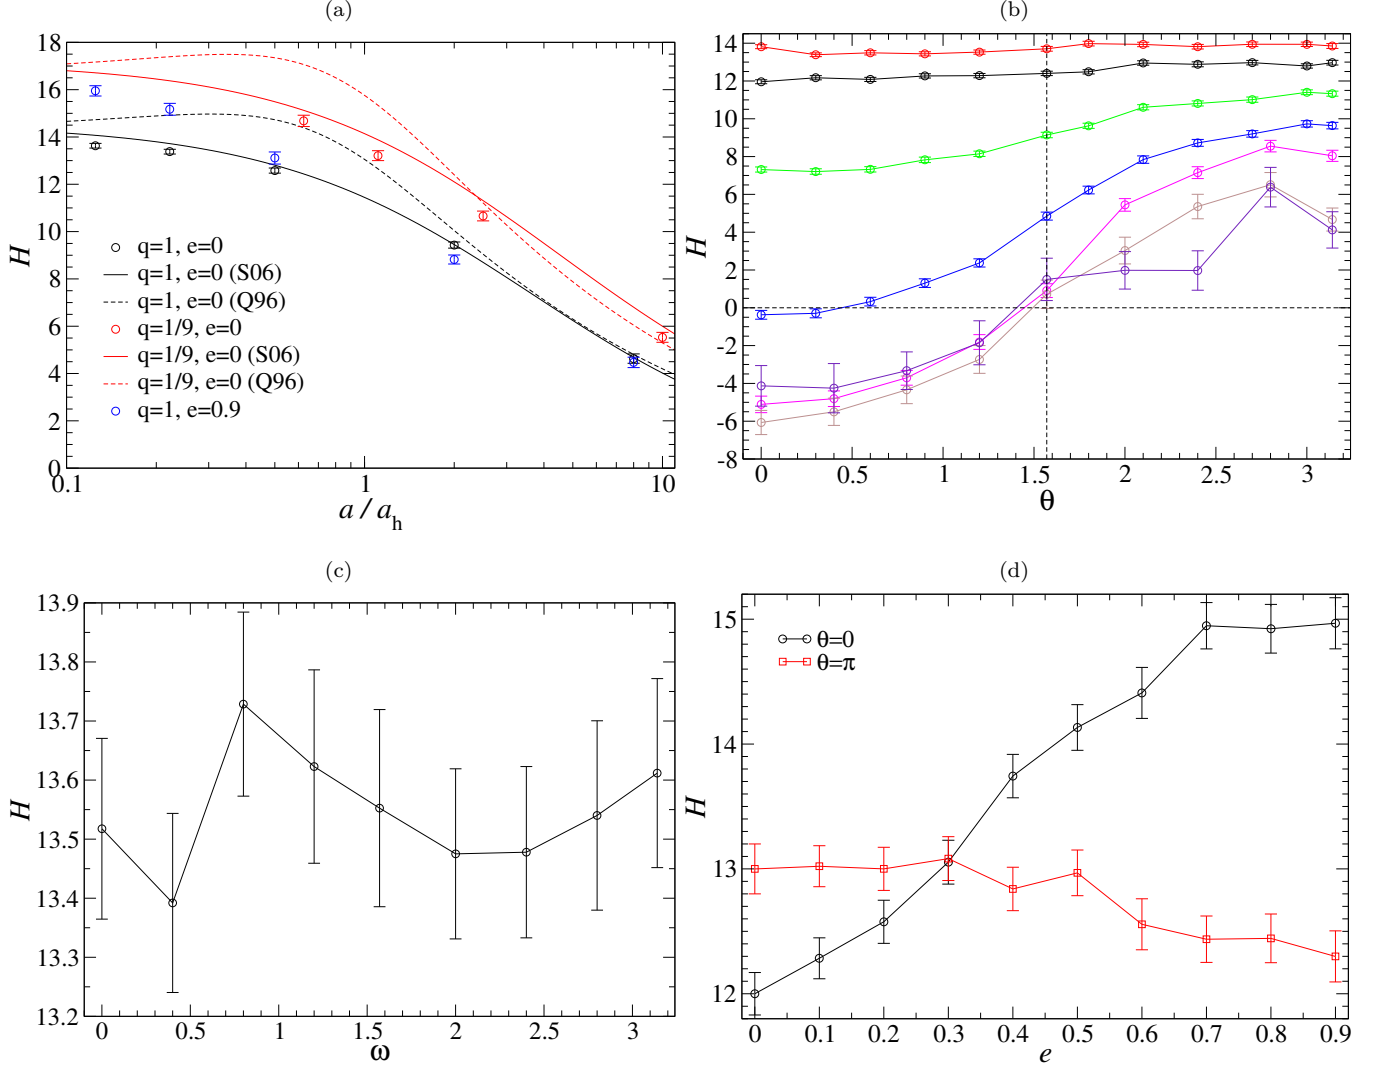 (a)
18
16
14
12
10
8
6
4
2
0
H
q=1, e=0
q=1, e=0 (S06)
q=1, e=0 (Q96)
q=1/9, e=0
q=1/9, e=0 (S06)
q=1/9, e=0 (Q96)
q=1, e=0.9
0.1
1
10
a / a_h
(b)
14
12
10
8
6
4
2
0
-2
-4
-6
-8
H
0
0.5
1
1.5
2
2.5
3
θ
(c)
13.9
13.8
13.7
13.6
13.5
13.4
13.3
13.2
H
0
0.5
1
1.5
2
2.5
3
ω
(d)
15
14
13
12
H
θ=0
θ=π
0
0.1
0.2
0.3
0.4
0.5
0.6
0.7
0.8
0.9
e